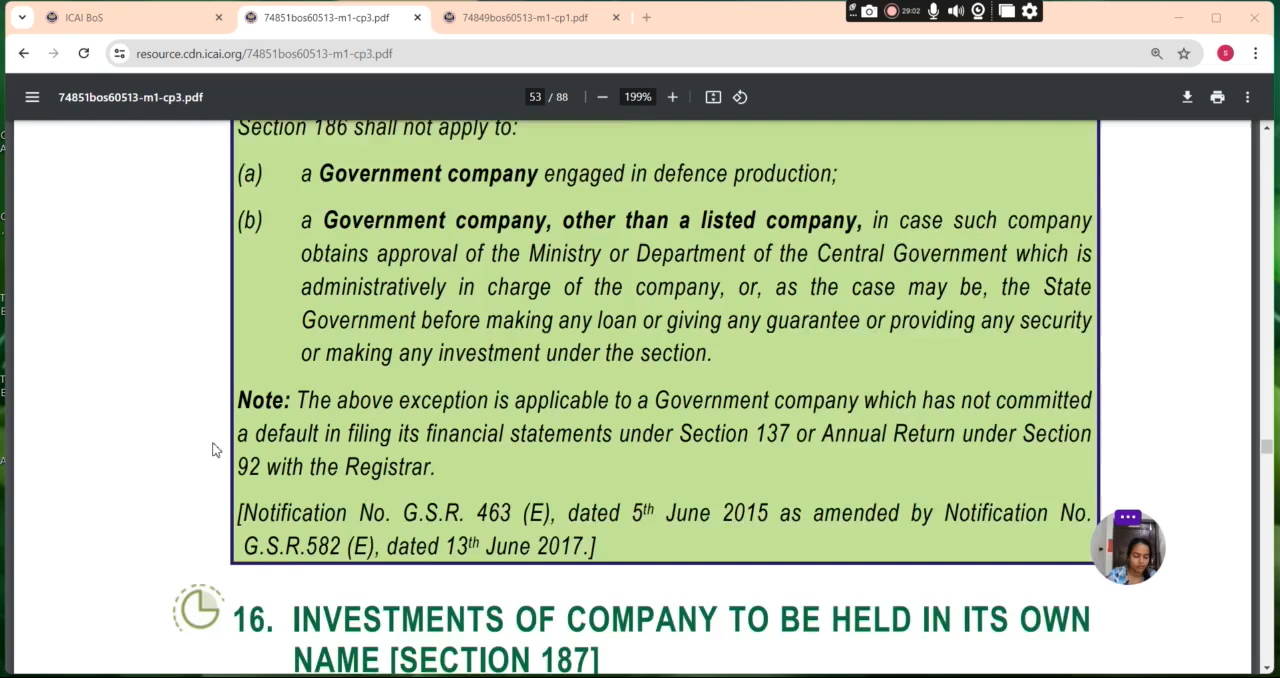 ICAI BoS
74851bos60513-m1-cp3.pdf
74849bos60513-m1-cp1.pdf
29:02
resource.cdn.icai.org/74851bos60513-m1-cp3.pdf
S
74851bos60513-m1-cp3.pdf
53 / 88
199%
Section 186 shall not apply to:
(a) a Government company engaged in defence production;
(b) a Government company, other than a listed company, in case such company
obtains approval of the Ministry or Department of the Central Government which is
administratively in charge of the company, or, as the case may be, the State
Government before making any loan or giving any guarantee or providing any security
or making any investment under the section.
Note: The above exception is applicable to a Government company which has not committed
a default in filing its financial statements under Section 137 or Annual Return under Section
92 with the Registrar.
[Notification No. G.S.R. 463 (E), dated 5th June 2015 as amended by Notification No.
G.S.R.582 (E), dated 13th June 2017.]
16. INVESTMENTS OF COMPANY TO BE HELD IN ITS OWN
NAME [SECTION 187]